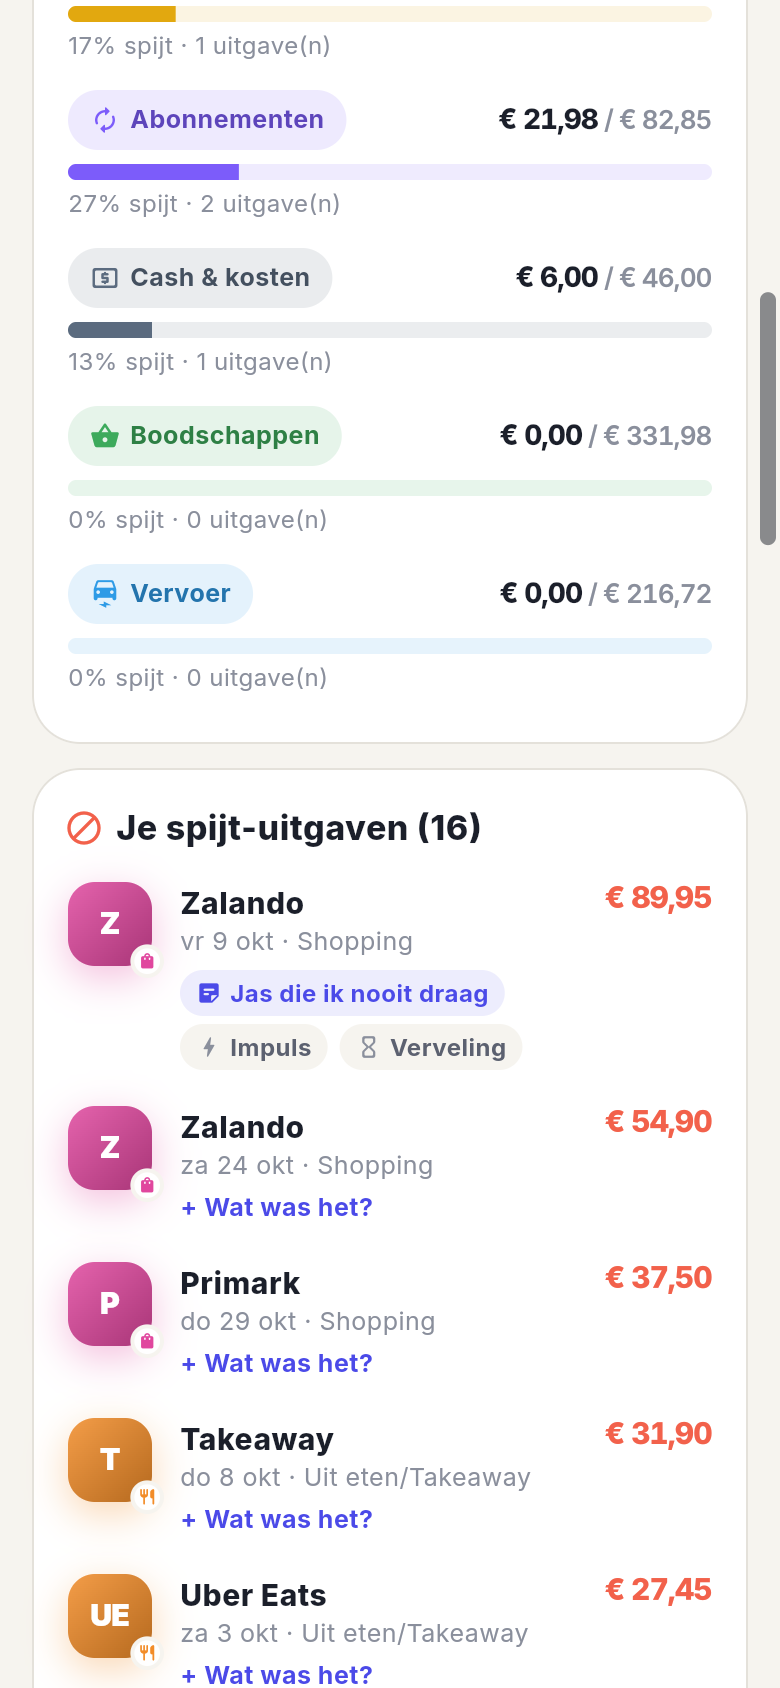 17% spijt · 1 uitgave(n)
Abonnementen € 21,98 / € 82,85
27% spijt · 2 uitgave(n)
Cash & kosten € 6,00 / € 46,00
13% spijt · 1 uitgave(n)
Boodschappen € 0,00 / € 331,98
0% spijt · 0 uitgave(n)
Vervoer € 0,00 / € 216,72
0% spijt · 0 uitgave(n)
Je spijt-uitgaven (16)
Z Zalando € 89,95
vr 9 okt · Shopping
Jas die ik nooit draag
Impuls Verveling
Z Zalando € 54,90
za 24 okt · Shopping
+ Wat was het?
P Primark € 37,50
do 29 okt · Shopping
+ Wat was het?
T Takeaway € 31,90
do 8 okt · Uit eten/Takeaway
+ Wat was het?
UE Uber Eats € 27,45
za 3 okt · Uit eten/Takeaway
+ Wat was het?